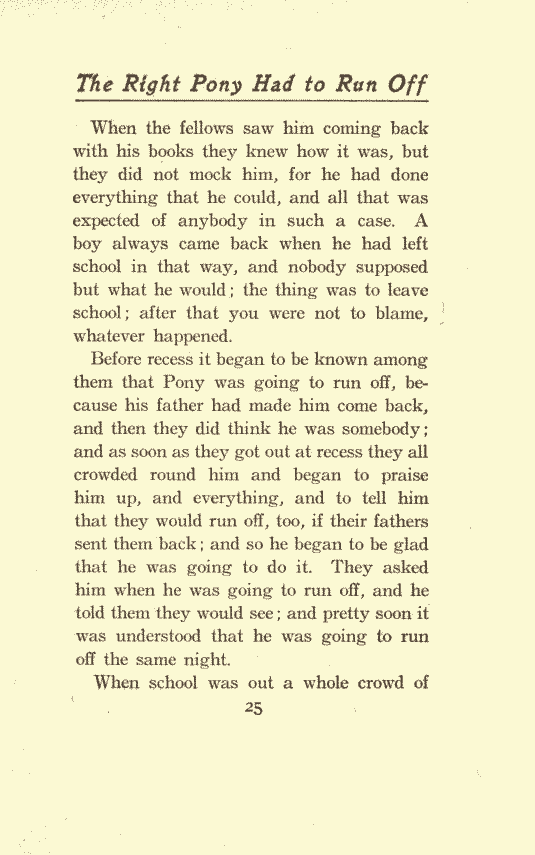 The Right Pony Had to Run Off
When the fellows saw him coming back
with his books they knew how it was, but
they did not mock him, for he had done
everything that he could, and all that was
expected of anybody in such a case. A
boy always came back when he had left
school in that way, and nobody supposed
but what he would; the thing was to leave
school; after that you were not to blame,
whatever happened.
Before recess it began to be known among
them that Pony was going to run off, be-
cause his father had made him come back,
and then they did think he was somebody;
and as soon as they got out at recess they all
crowded round him and began to praise
him up, and everything, and to tell him
that they would run off, too, if their fathers
sent them back; and so he began to be glad
that he was going to do it. They asked
him when he was going to run off, and he
told them they would see; and pretty soon it
was understood that he was going to run
off the same night.
When school was out a whole crowd of
25